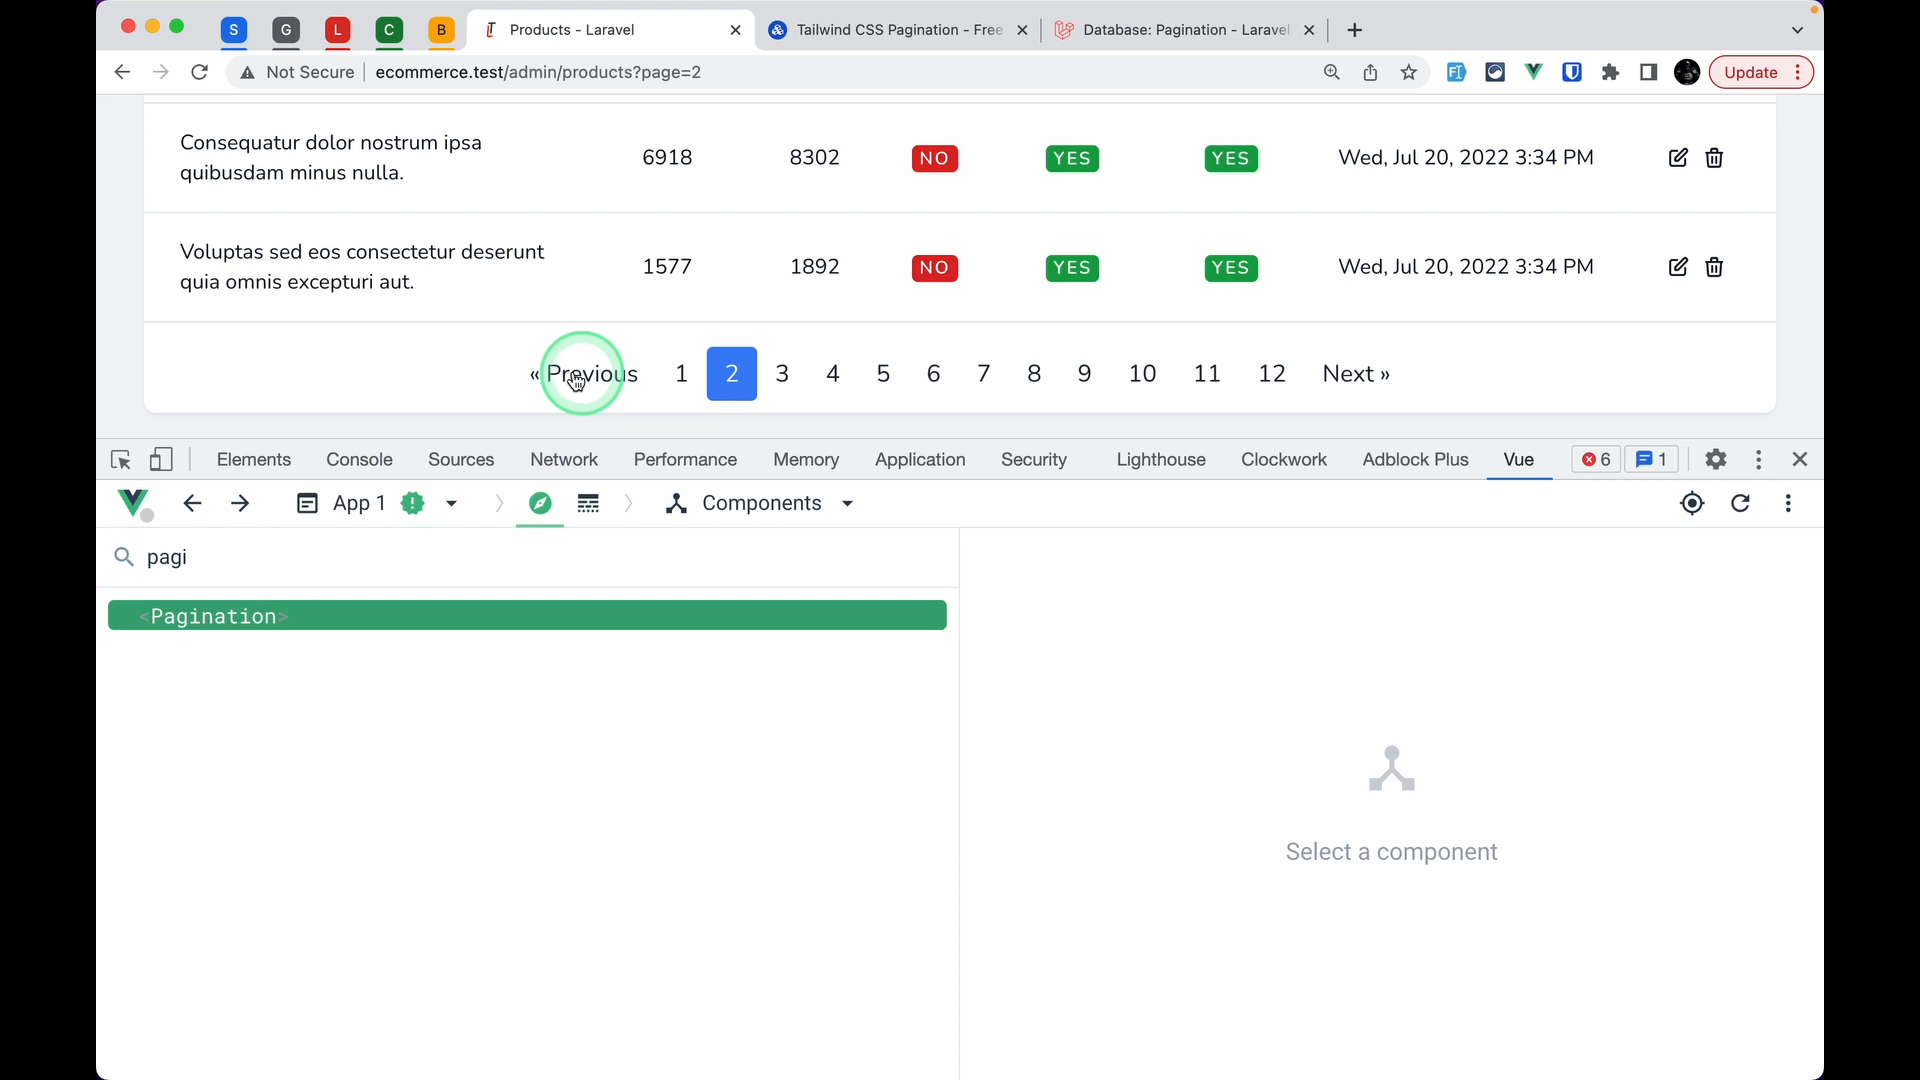 S G L C B Products - Laravel Tailwind CSS Pagination - Free Database: Pagination - Laravel
Not Secure ecommerce.test/admin/products?page=2 Update
Consequatur dolor nostrum ipsa
quibusdam minus nulla.
6918 8302 NO YES YES Wed, Jul 20, 2022 3:34 PM
Voluptas sed eos consectetur deserunt
quia omnis excepturi aut.
1577 1892 NO YES YES Wed, Jul 20, 2022 3:34 PM
« Previous 1 2 3 4 5 6 7 8 9 10 11 12 Next »
Elements Console Sources Network Performance Memory Application Security Lighthouse Clockwork Adblock Plus Vue 6 1
App 1 Components
pagi
<Pagination>
Select a component